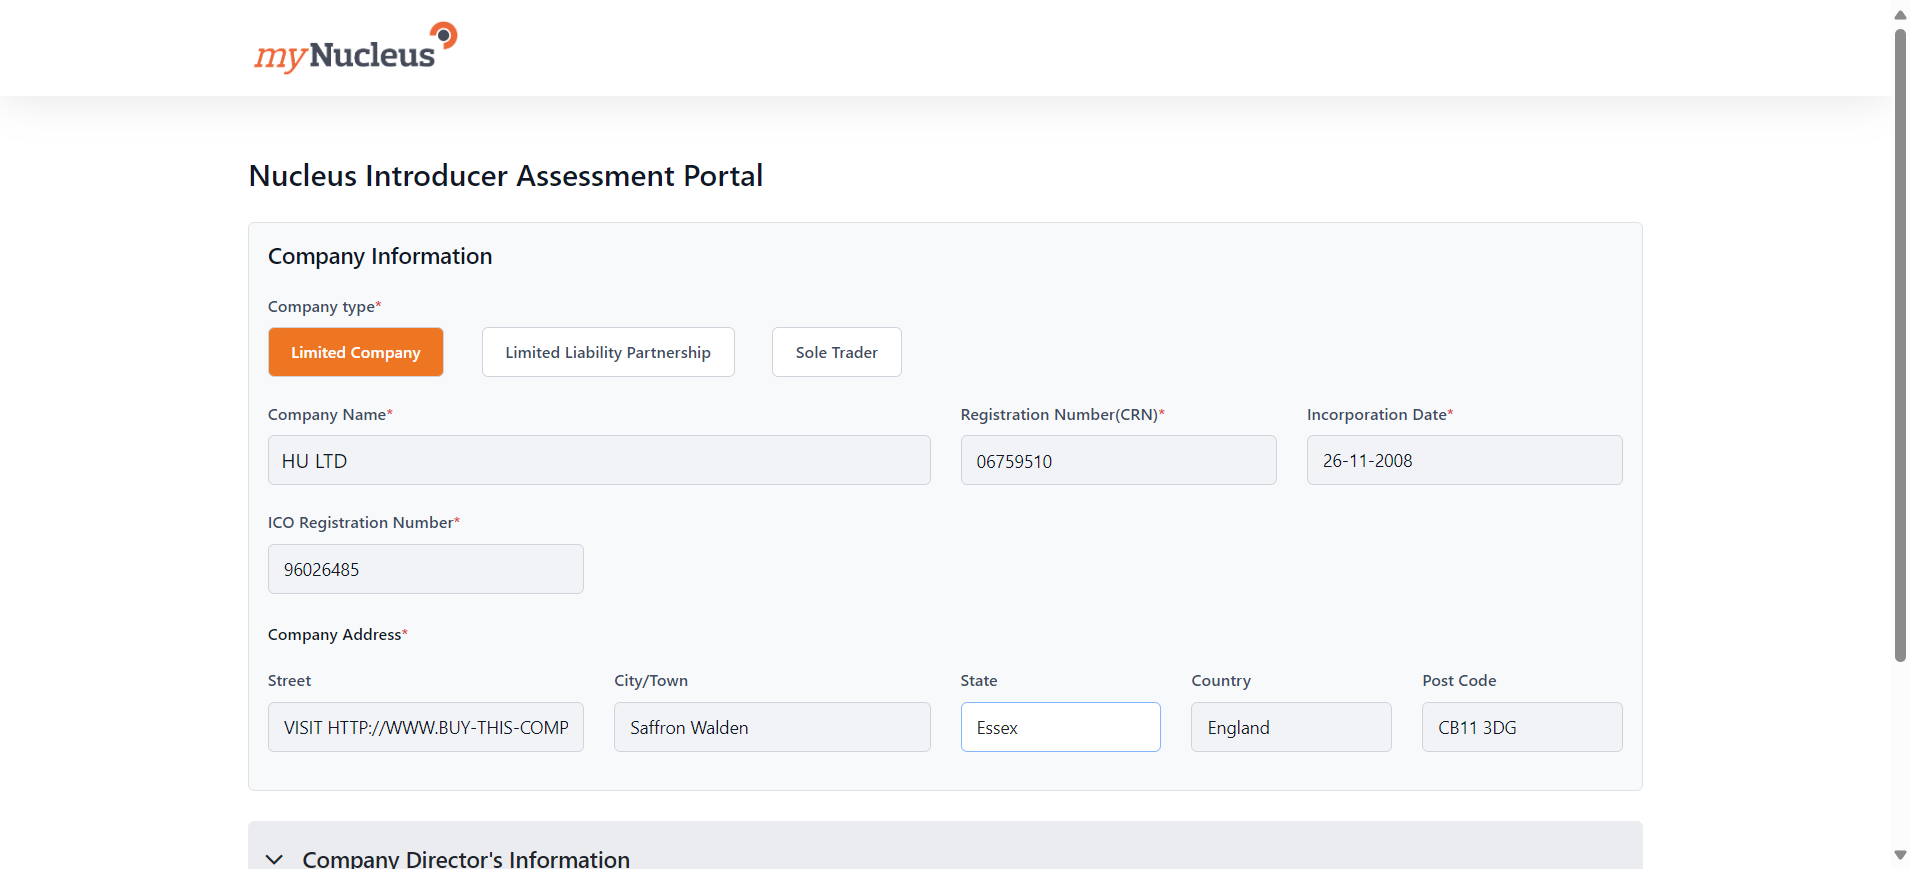 myNucleus
Nucleus Introducer Assessment Portal
Company Information
Company type*
Limited Company
Limited Liability Partnership
Sole Trader
Company Name*
Registration Number(CRN)*
Incorporation Date*
HU LTD
06759510
26-11-2008
ICO Registration Number*
96026485
Company Address*
Street
City/Town
State
Country
Post Code
VISIT HTTP://WWW.BUY-THIS-COMP
Saffron Walden
Essex
England
CB11 3DG
Company Director's Information